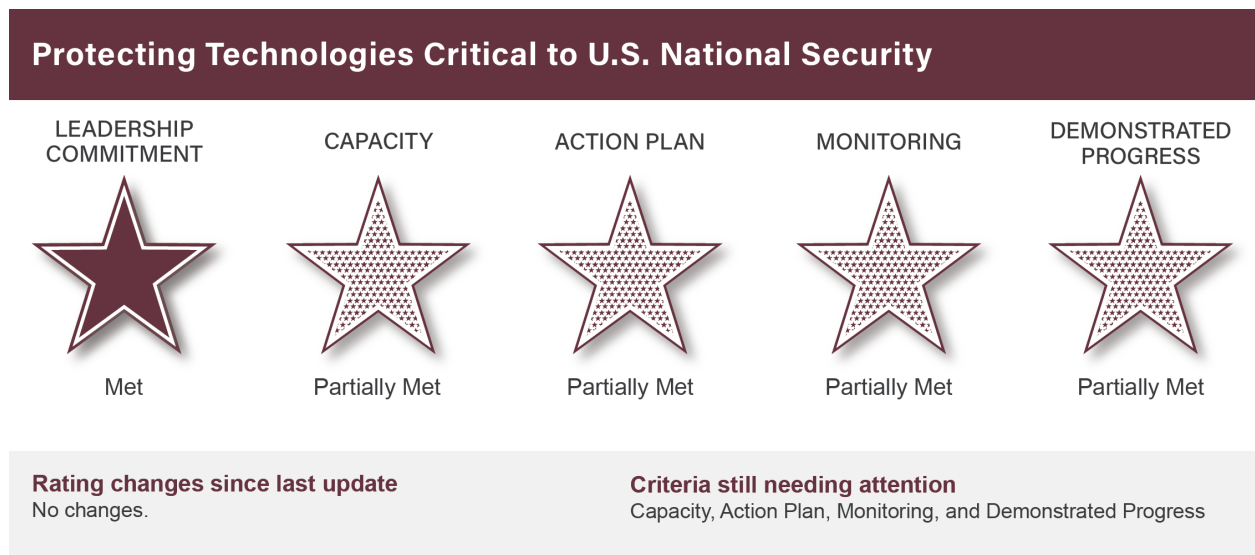 Protecting Technologies Critical to U.S. National Security
LEADERSHIP
COMMITMENT
CAPACITY
ACTION PLAN
MONITORING
DEMONSTRATED
PROGRESS
Met
Partially Met
Partially Met
Partially Met
Partially Met
Rating changes since last update
No changes.
Criteria still needing attention
Capacity, Action Plan, Monitoring, and Demonstrated Progress